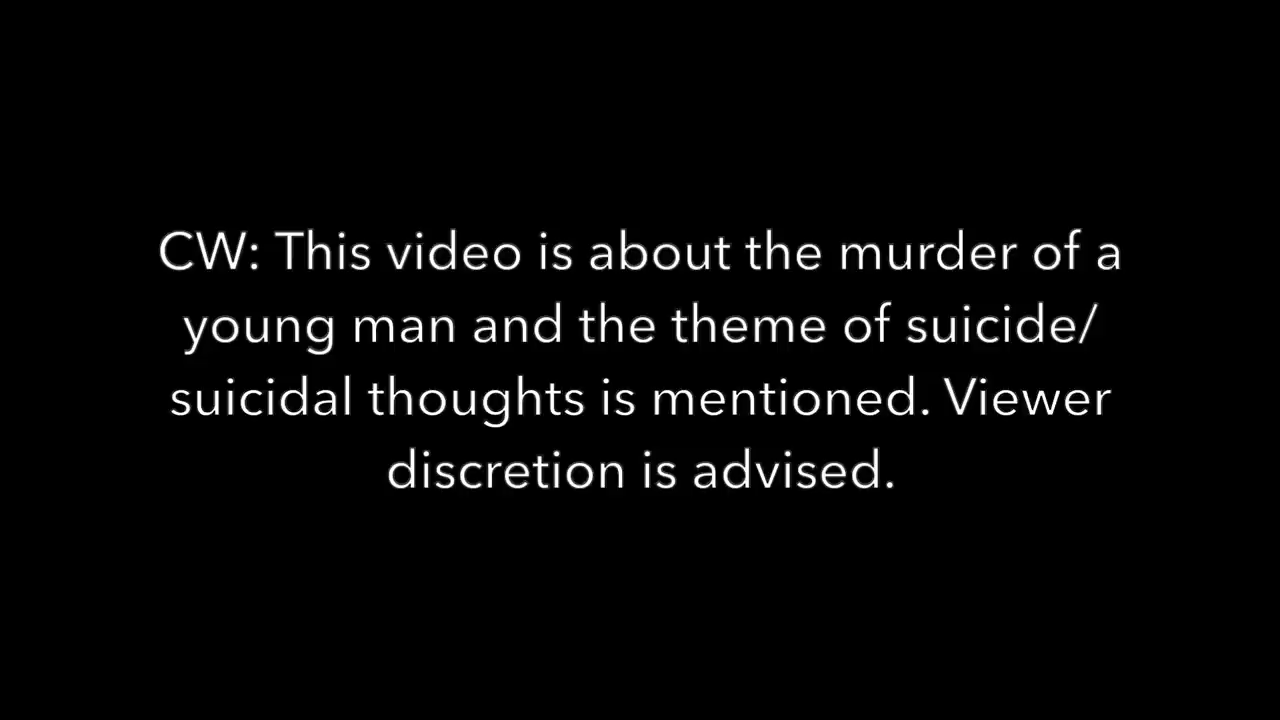 CW: This video is about the murder of a
young man and the theme of suicide/
suicidal thoughts is mentioned. Viewer
discretion is advised.